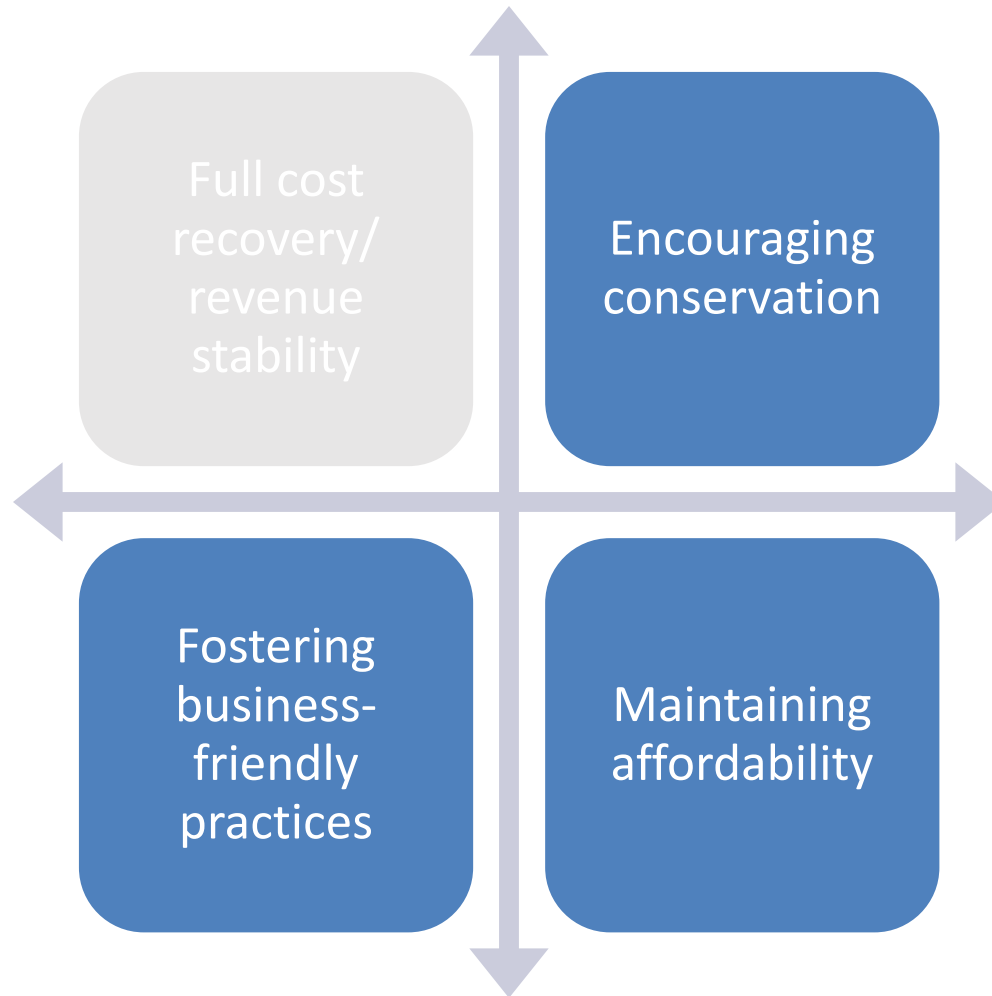 Full cost
recovery/
revenue
stability
Encouraging
conservation
Fostering
business-
friendly
practices
Maintaining
affordability